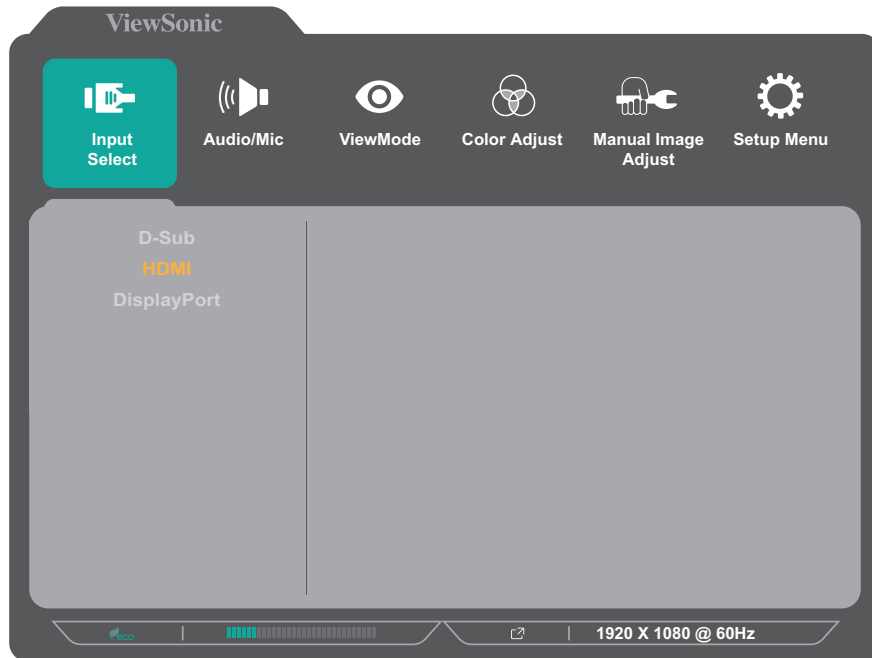 ViewSonic
Input Select
Audio/Mic
ViewMode
Color Adjust
Manual Image Adjust
Setup Menu
D-Sub
HDMI
DisplayPort
eco
1920 X 1080 @ 60Hz